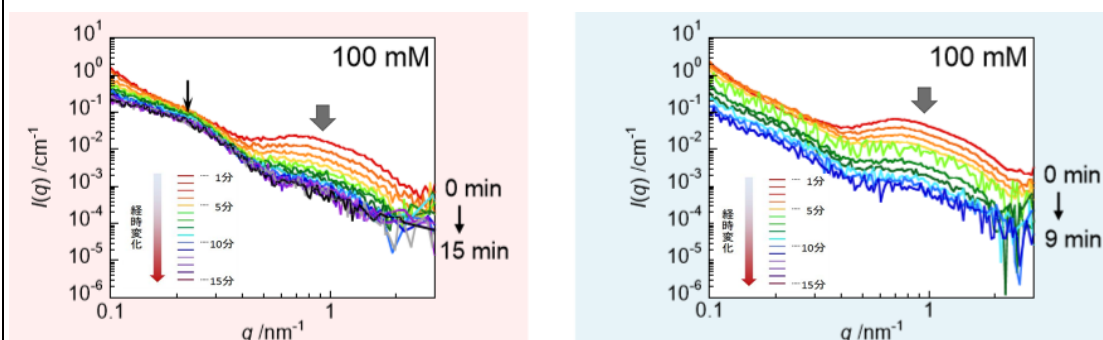 10¹
10⁰
10⁻¹
10⁻²
10⁻³
10⁻⁴
10⁻⁵
10⁻⁶
I(q) /cm⁻¹
100 mM
経時変化
1分
5分
10分
15分
0 min
15 min
0.1
1
q /nm⁻¹
10¹
10⁰
10⁻¹
10⁻²
10⁻³
10⁻⁴
10⁻⁵
10⁻⁶
I(q) /cm⁻¹
100 mM
経時変化
1分
5分
10分
15分
0 min
9 min
0.1
1
q /nm⁻¹